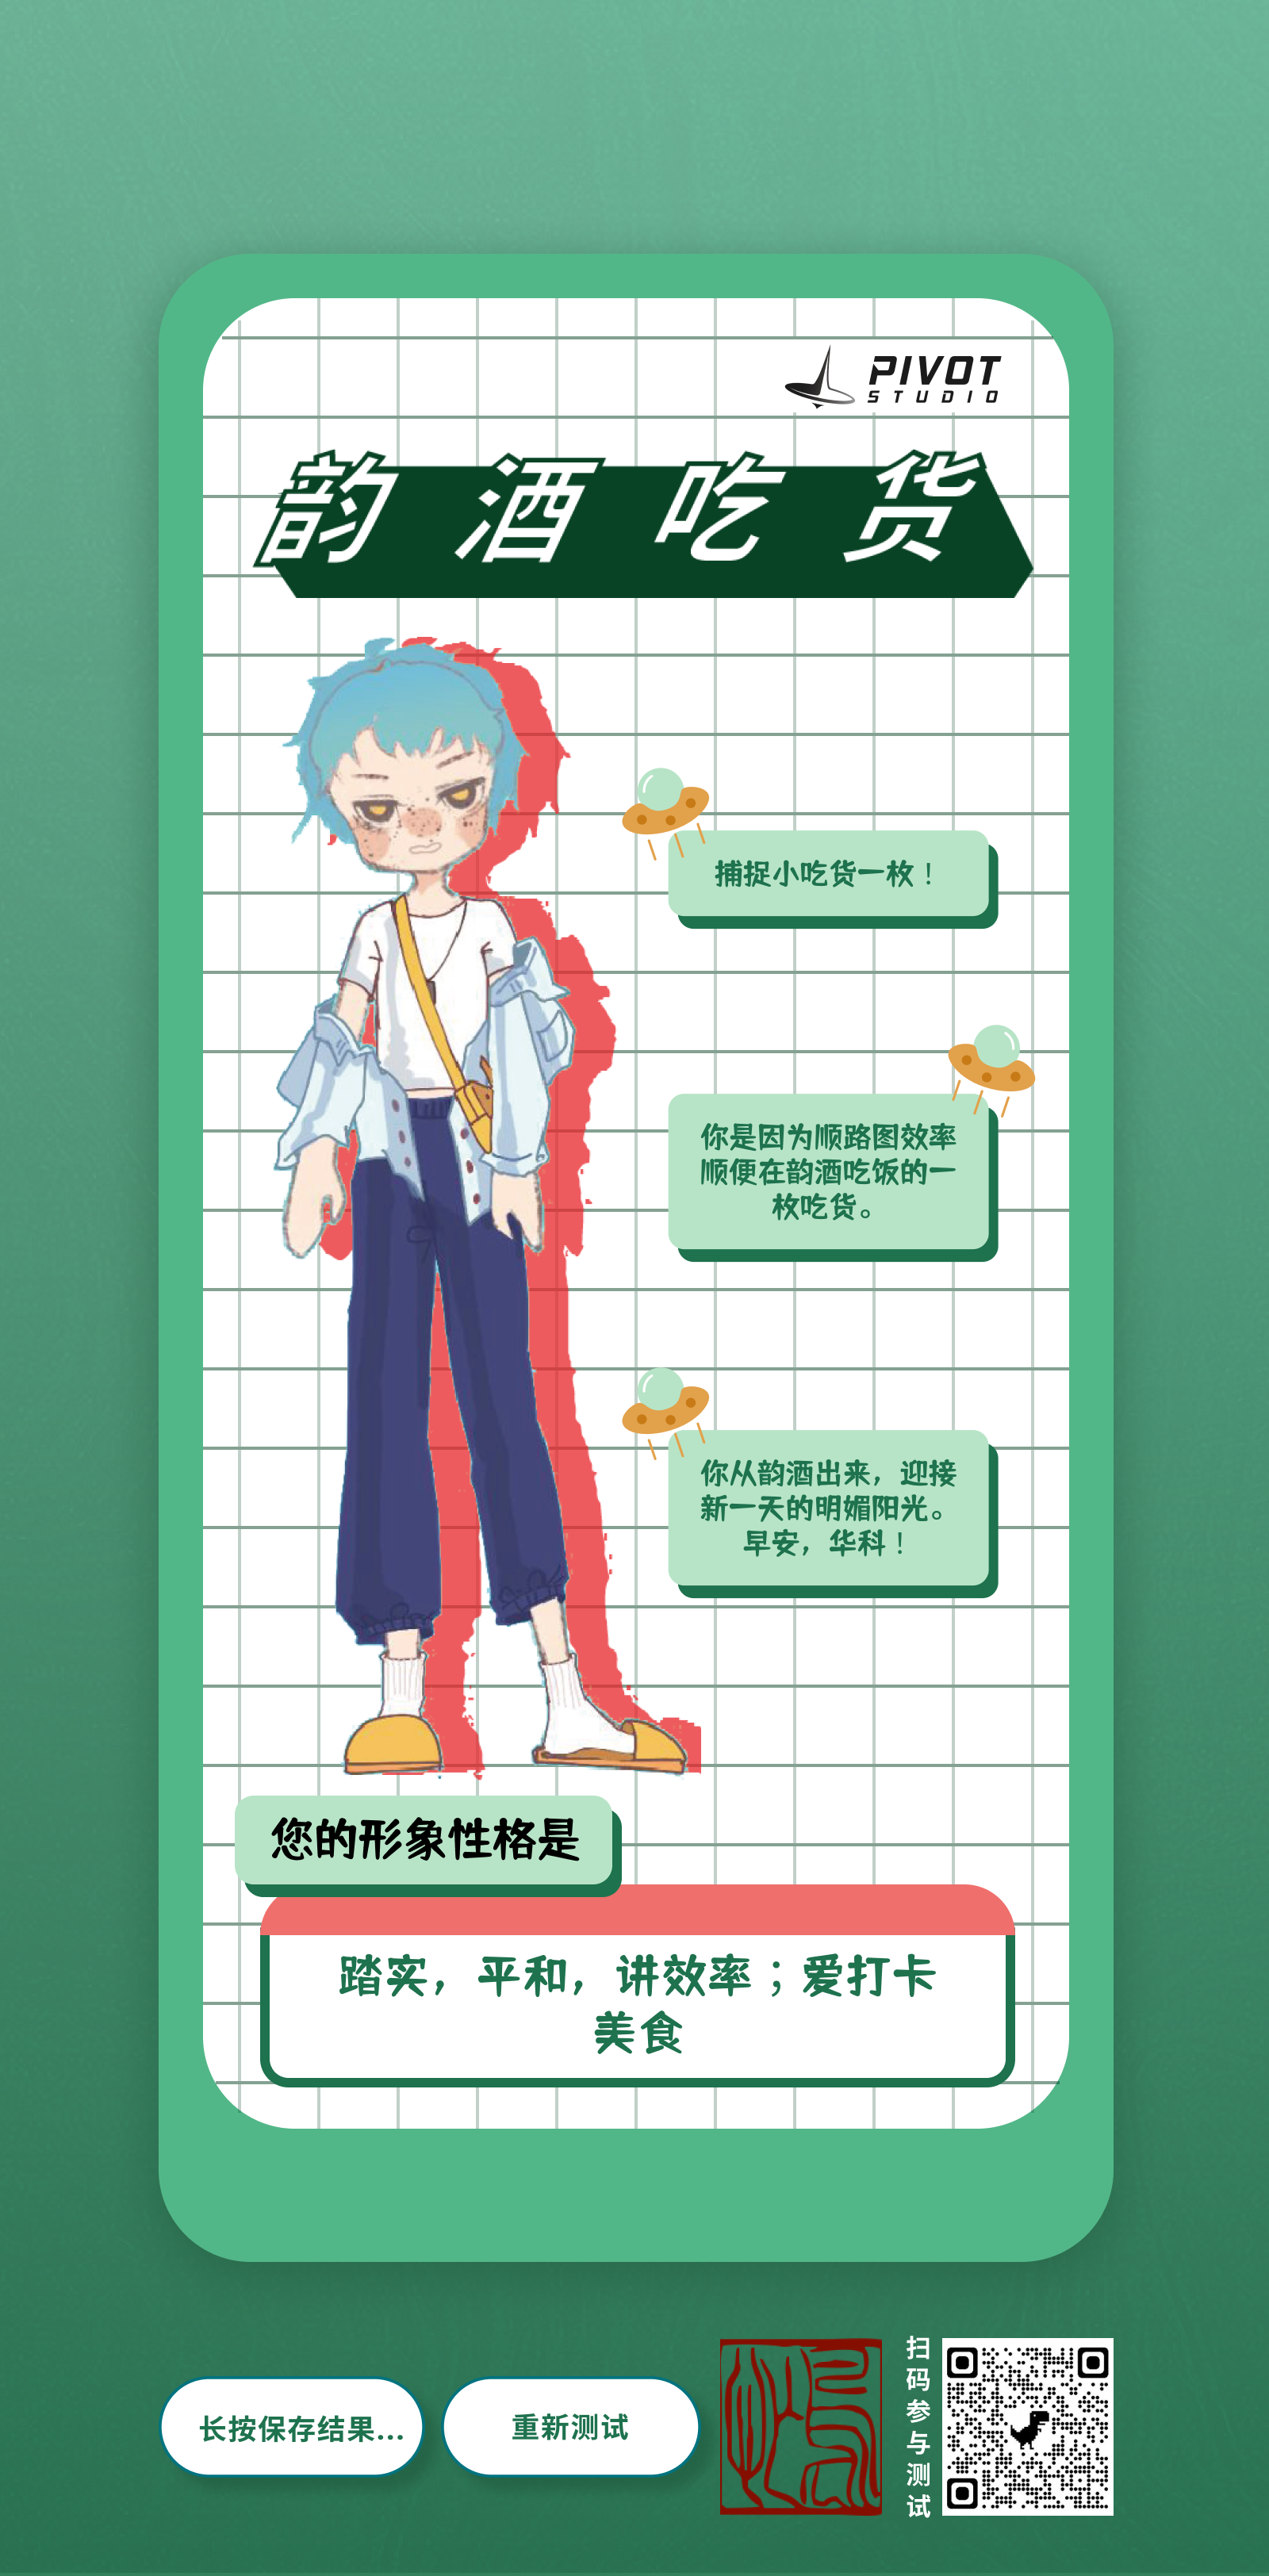 PIVOT
STUDIO
韵酒吃货
捕捉小吃货一枚！
你是因为顺路图效率
顺便在韵酒吃饭的一
枚吃货。
你从韵酒出来，迎接
新一天的明媚阳光。
早安，华科！
您的形象性格是
踏实，平和，讲效率；爱打卡
美食
长按保存结果...
重新测试
扫码参与测试